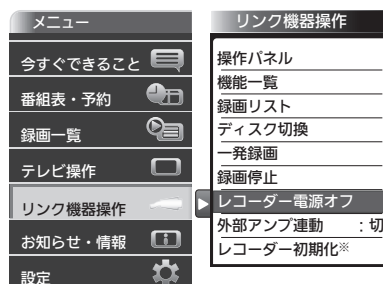 メニュー
今すぐできること
番組表・予約
録画一覧
テレビ操作
リンク機器操作
お知らせ・情報
設定
リンク機器操作
操作パネル
機能一覧
録画リスト
ディスク切換
一発録画
録画停止
レコーダー電源オフ
外部アンプ連動 :切
レコーダー初期化※